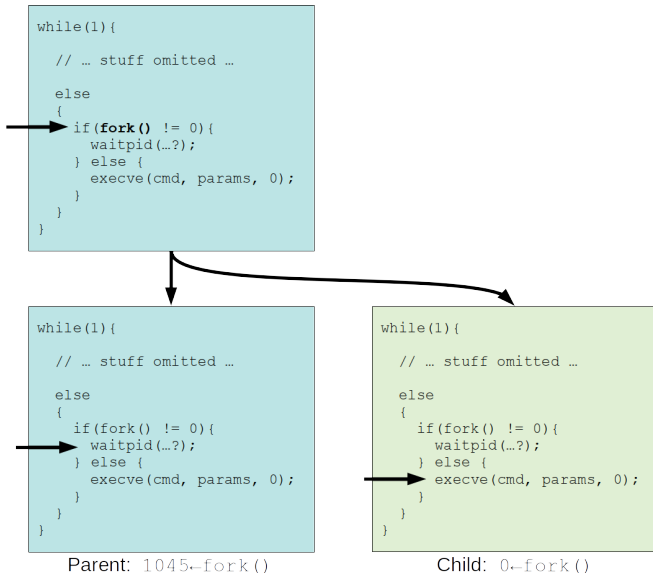 while(1){
// … stuff omitted …
else
{
if(fork() != 0){
waitpid(…?);
} else {
execve(cmd, params, 0);
}
}
}
while(1){
// … stuff omitted …
else
{
if(fork() != 0){
waitpid(…?);
} else {
execve(cmd, params, 0);
}
}
}
Parent: 1045←fork()
while(1){
// … stuff omitted …
else
{
if(fork() != 0){
waitpid(…?);
} else {
execve(cmd, params, 0);
}
}
}
Child: 0←fork()